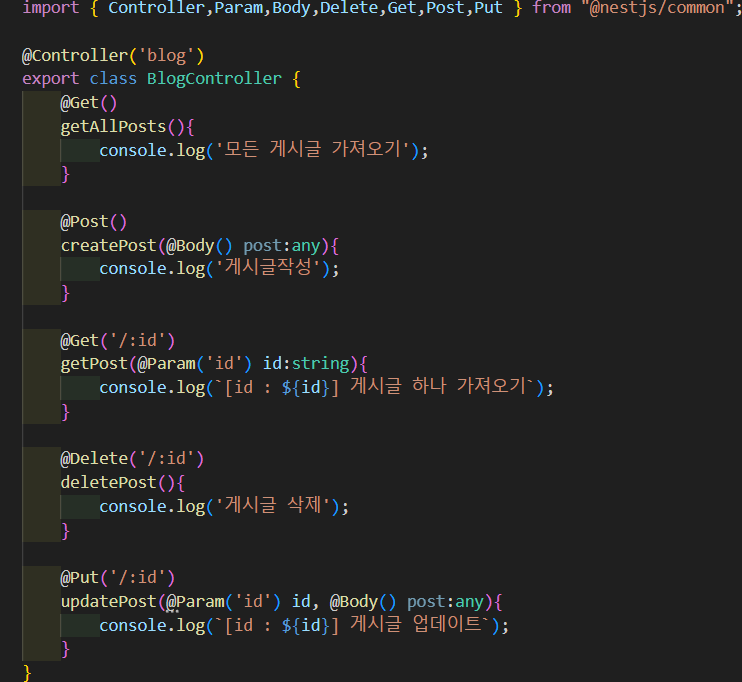 import { Controller,Param,Body,Delete,Get,Post,Put } from "@nestjs/common";
@Controller('blog')
export class BlogController {
@Get()
getAllPosts(){
console.log('모든 게시글 가져오기');
}
@Post()
createPost(@Body() post:any){
console.log('게시글작성');
}
@Get('/:id')
getPost(@Param('id') id:string){
console.log(`[id : ${id}] 게시글 하나 가져오기`);
}
@Delete('/:id')
deletePost(){
console.log('게시글 삭제');
}
@Put('/:id')
updatePost(@Param('id') id, @Body() post:any){
console.log(`[id : ${id}] 게시글 업데이트`);
}
}